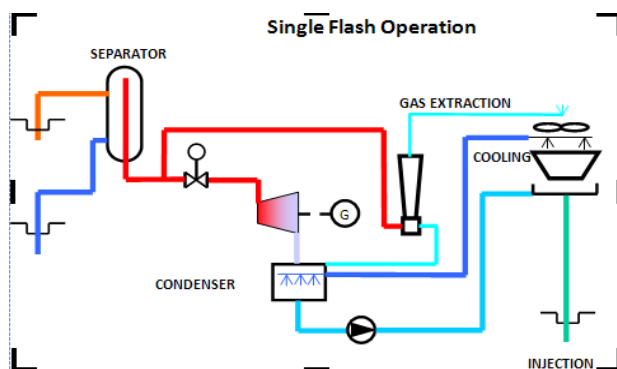 Single Flash Operation
SEPARATOR
GAS EXTRACTION
COOLING
G
CONDENSER
INJECTION